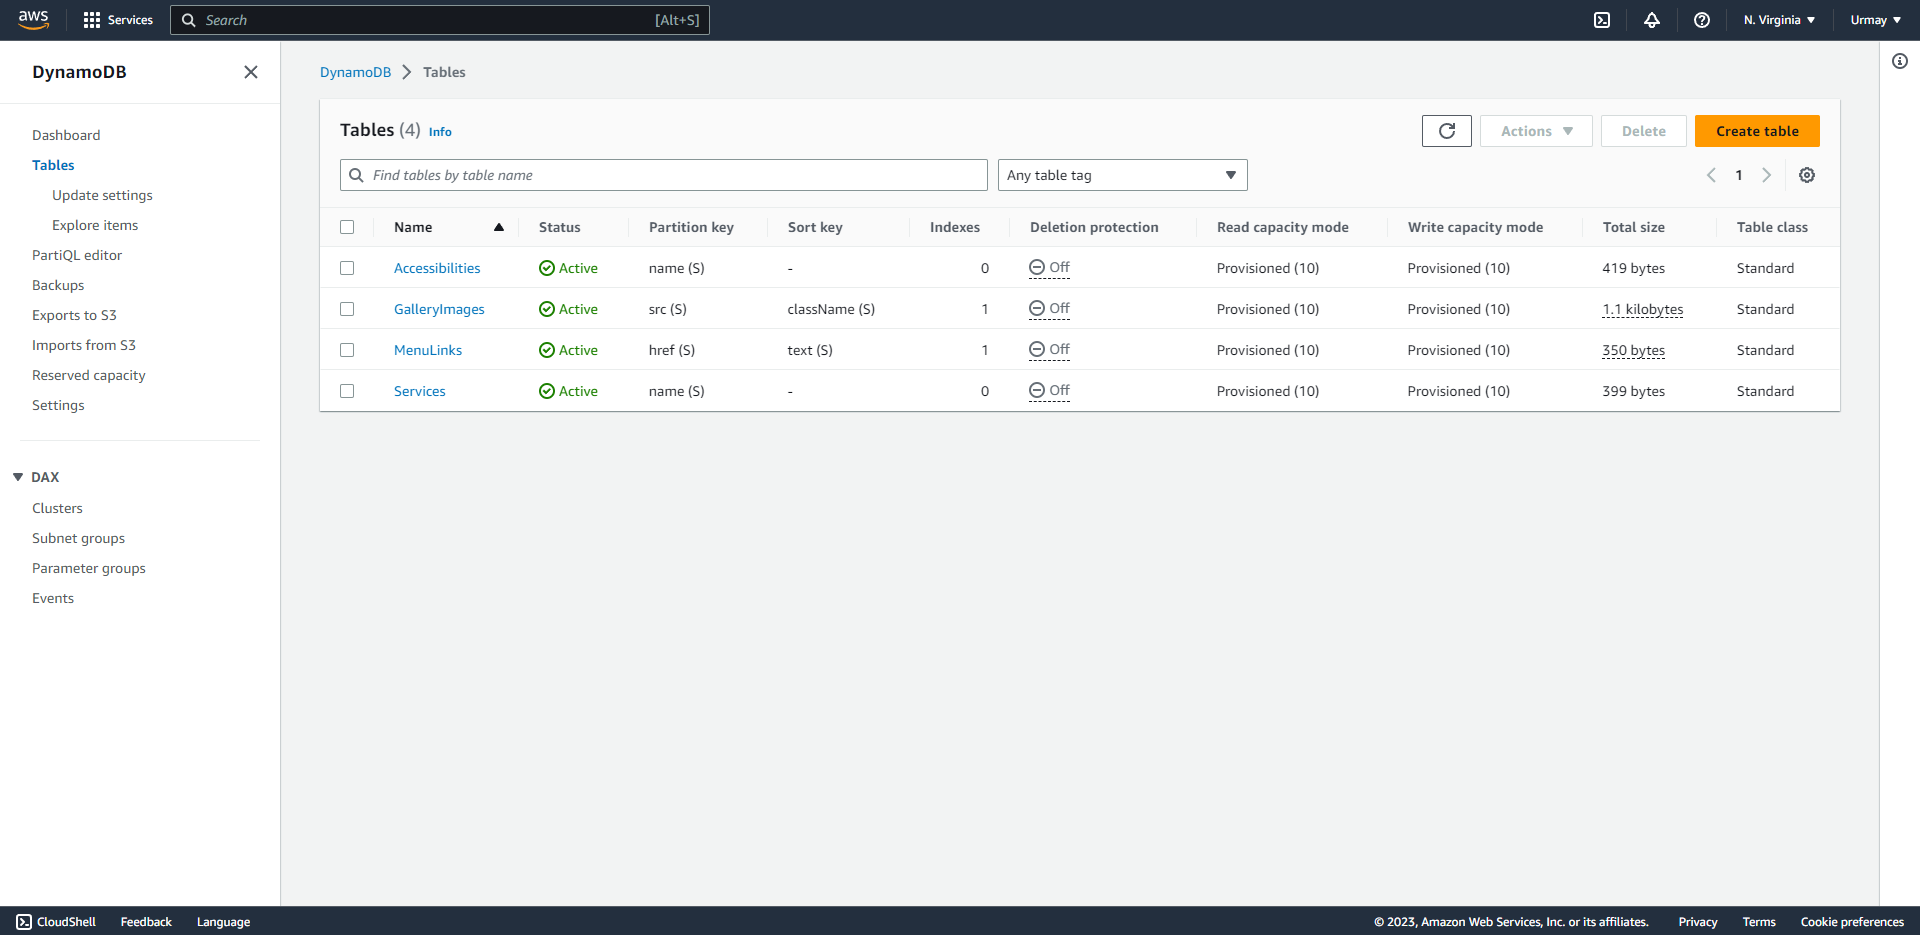 aws Services Search [Alt+S] N. Virginia Urmay
DynamoDB
Dashboard
Tables
Update settings
Explore items
PartiQL editor
Backups
Exports to S3
Imports from S3
Reserved capacity
Settings
DAX
Clusters
Subnet groups
Parameter groups
Events
DynamoDB Tables
Tables (4) Info Actions Delete Create table
Find tables by table name Any table tag 1
Name Status Partition key Sort key Indexes Deletion protection Read capacity mode Write capacity mode Total size Table class
Accessibilities Active name (S) - 0 Off Provisioned (10) Provisioned (10) 419 bytes Standard
GalleryImages Active src (S) className (S) 1 Off Provisioned (10) Provisioned (10) 1.1 kilobytes Standard
MenuLinks Active href (S) text (S) 1 Off Provisioned (10) Provisioned (10) 350 bytes Standard
Services Active name (S) - 0 Off Provisioned (10) Provisioned (10) 399 bytes Standard
CloudShell Feedback Language © 2023, Amazon Web Services, Inc. or its affiliates. Privacy Terms Cookie preferences